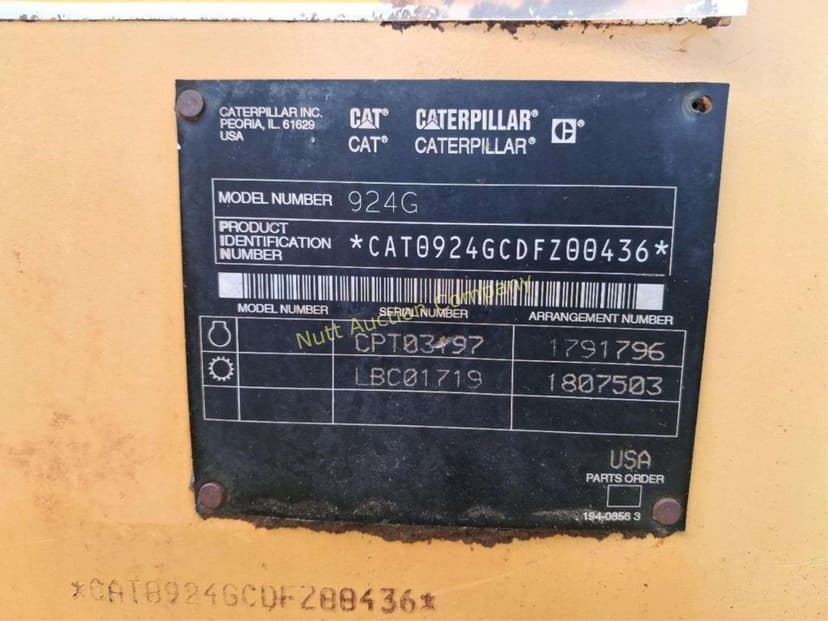 CATERPILLAR INC.
PEORIA, IL. 61629
USA
CAT® CATERPILLAR® C
CAT® CATERPILLAR®
MODEL NUMBER 924G
PRODUCT
IDENTIFICATION
NUMBER
*CAT0924GCDFZ00436*
MODEL NUMBER SERIAL NUMBER ARRANGEMENT NUMBER
Nutt Auction Company
1791796
LBC01719 1807503
USA
PARTS ORDER
194-0856 3
*CAT0924GCDFZ00436*